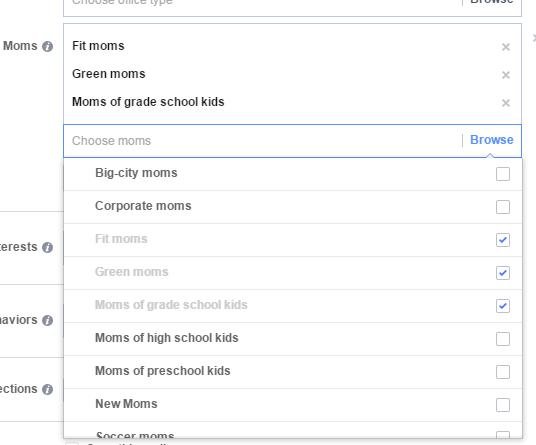 Choose office type Browse
Moms
Fit moms
Green moms
Moms of grade school kids
Choose moms Browse
Big-city moms
Corporate moms
Fit moms
Green moms
Moms of grade school kids
Moms of high school kids
Moms of preschool kids
New Moms
Soccer moms
terests
aviors
ections